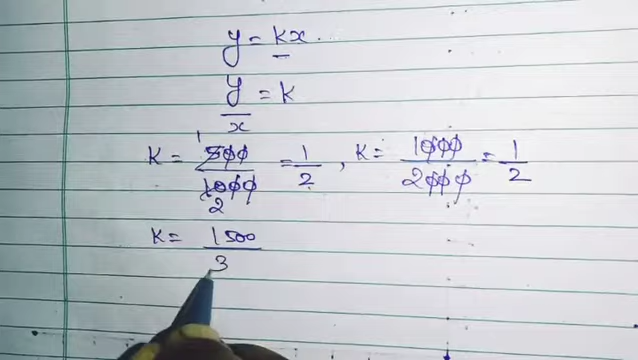 y = kx.
y/x = K
K = 500/1000 = 1/2, K = 1000/2000 = 1/2
K = 1500/3